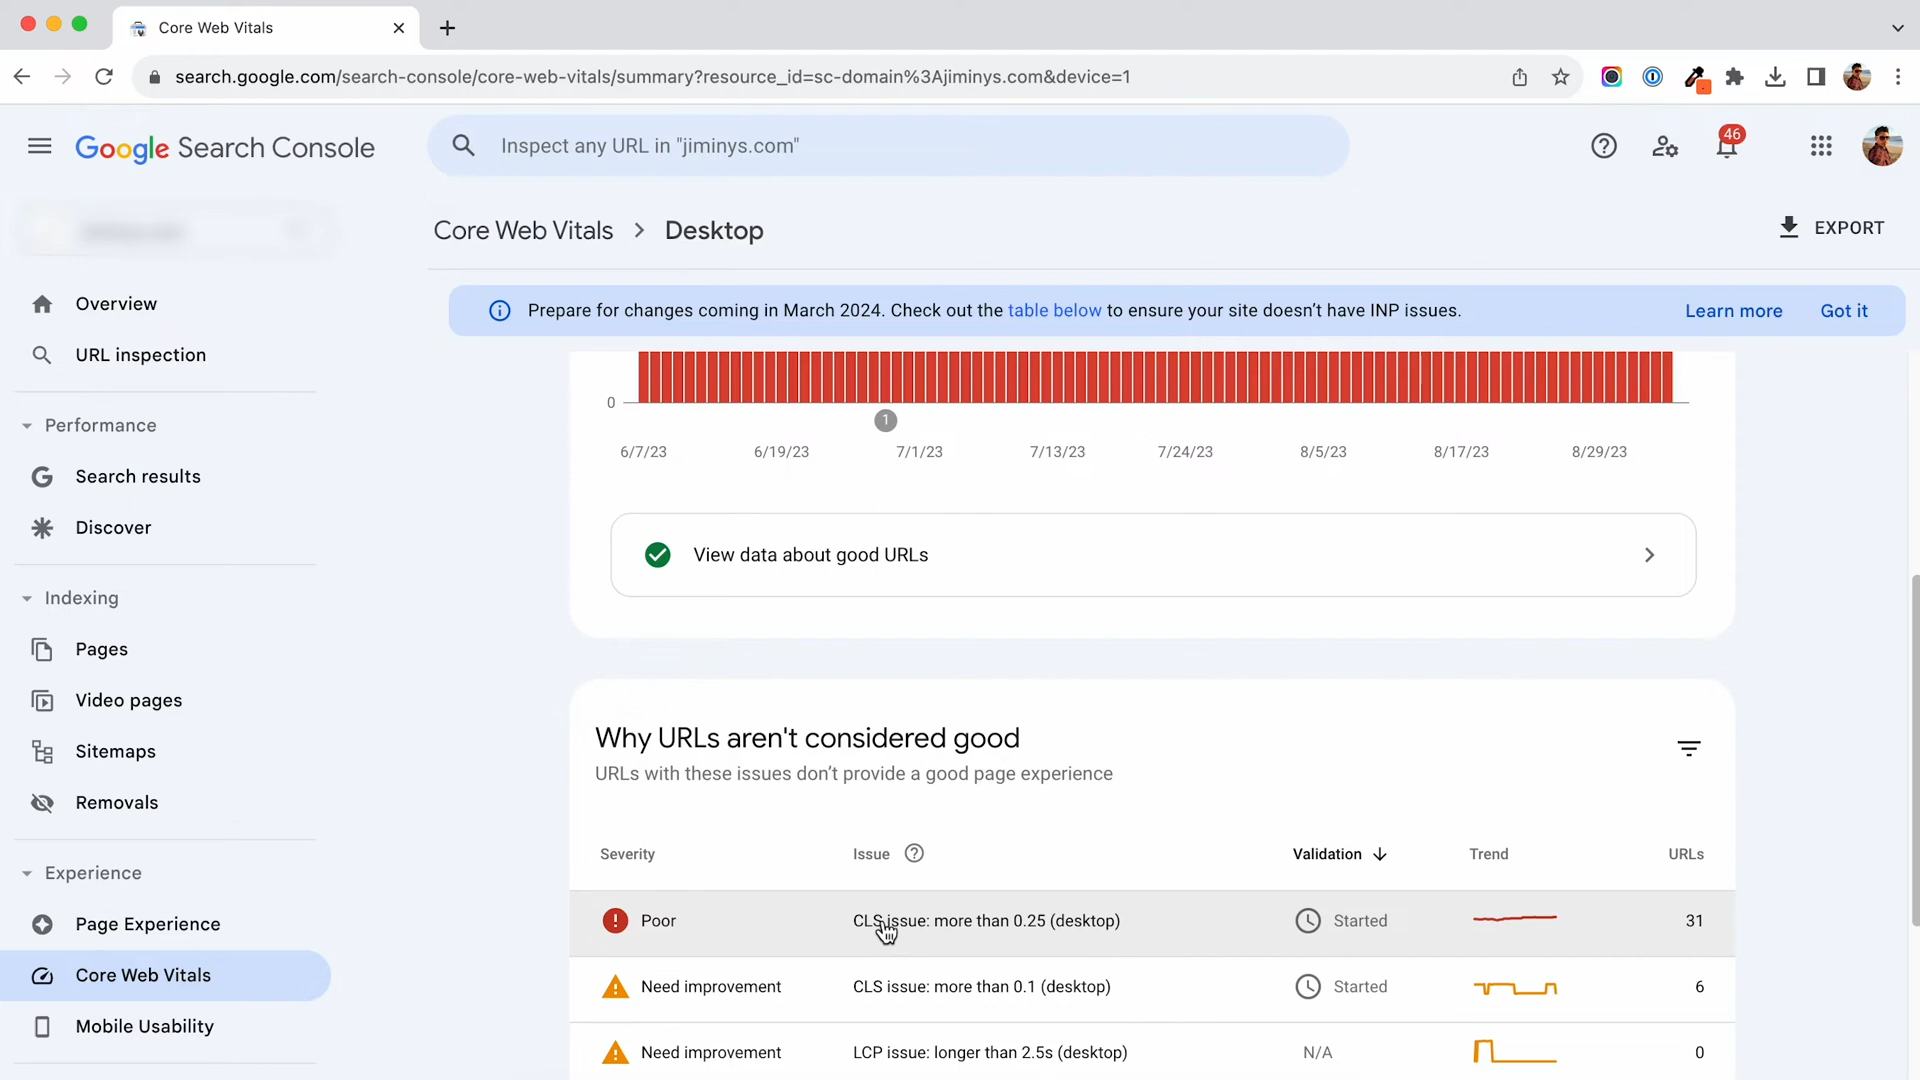 Core Web Vitals
search.google.com/search-console/core-web-vitals/summary?resource_id=sc-domain%3Ajiminys.com&device=1
Google Search Console
Inspect any URL in "jiminys.com"
46
Core Web Vitals > Desktop
EXPORT
Prepare for changes coming in March 2024. Check out the table below to ensure your site doesn't have INP issues.
Learn more
Got it
Overview
URL inspection
Performance
Search results
Discover
Indexing
Pages
Video pages
Sitemaps
Removals
Experience
Page Experience
Core Web Vitals
Mobile Usability
0
1
6/7/23 6/19/23 7/1/23 7/13/23 7/24/23 8/5/23 8/17/23 8/29/23
View data about good URLs
Why URLs aren't considered good
URLs with these issues don't provide a good page experience
Severity Issue Validation Trend URLs
Poor CLS issue: more than 0.25 (desktop) Started 31
Need improvement CLS issue: more than 0.1 (desktop) Started 6
Need improvement LCP issue: longer than 2.5s (desktop) N/A 0